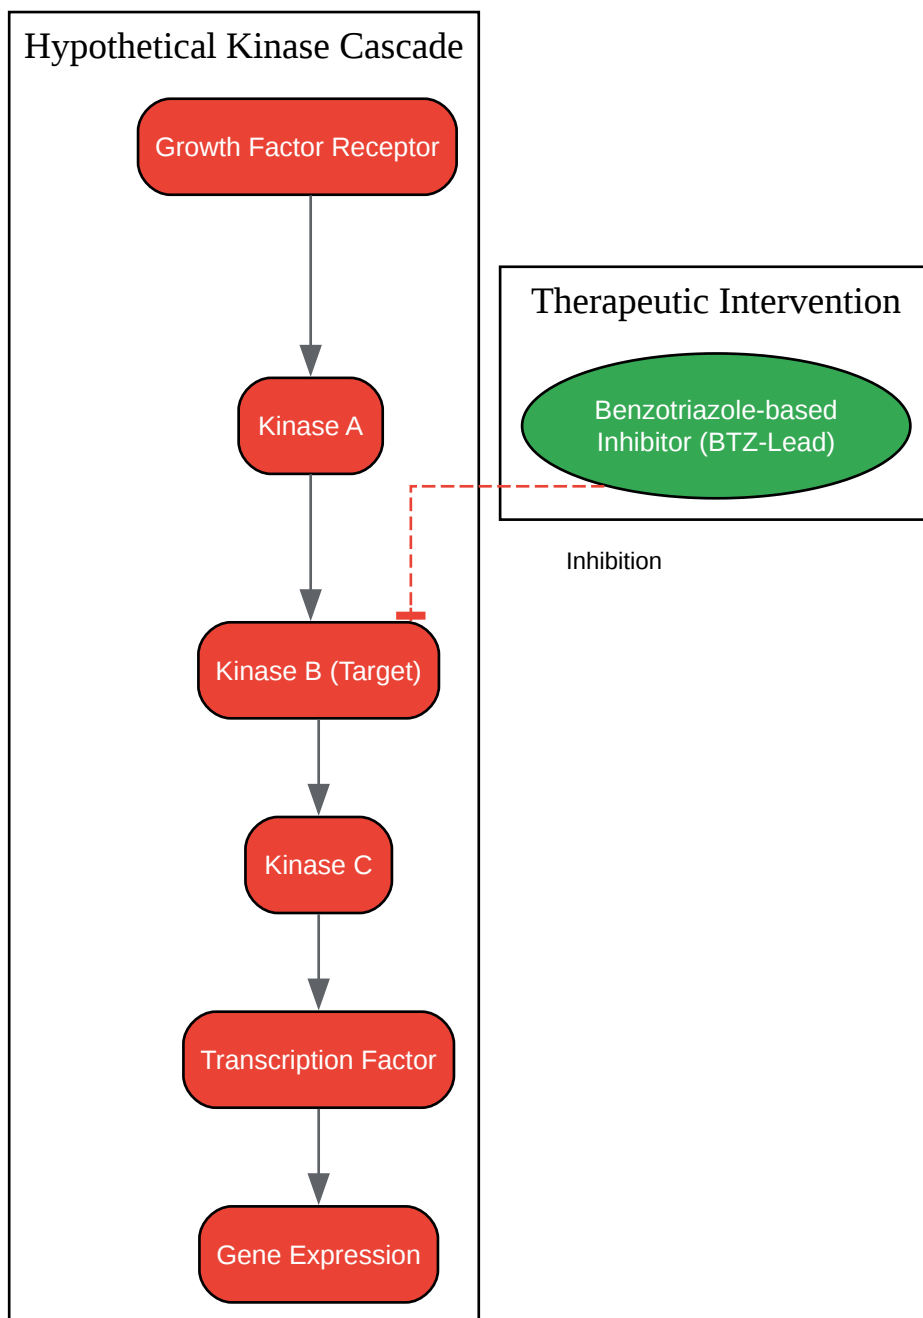 Hypothetical Kinase Cascade
Growth Factor Receptor
Therapeutic Intervention
Benzotriazole-based
Inhibitor (BTZ-Lead)
Kinase A
Inhibition
Kinase B (Target)
Kinase C
Transcription Factor
Gene Expression